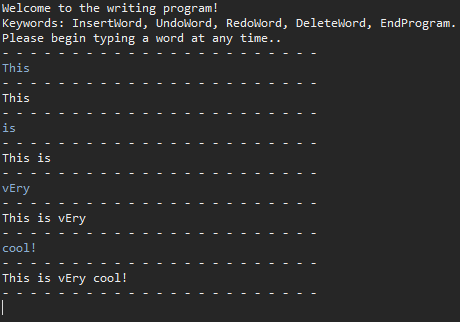 Welcome to the writing program!
Keywords: InsertWord, UndoWord, RedoWord, DeleteWord, EndProgram.
Please begin typing a word at any time..
- - - - - - - - - - - - - - - - - - - - - - -
This
- - - - - - - - - - - - - - - - - - - - - - -
This
- - - - - - - - - - - - - - - - - - - - - - -
is
- - - - - - - - - - - - - - - - - - - - - - -
This is
- - - - - - - - - - - - - - - - - - - - - - -
vEry
- - - - - - - - - - - - - - - - - - - - - - -
This is vEry
- - - - - - - - - - - - - - - - - - - - - - -
cool!
- - - - - - - - - - - - - - - - - - - - - - -
This is vEry cool!
- - - - - - - - - - - - - - - - - - - - - - -